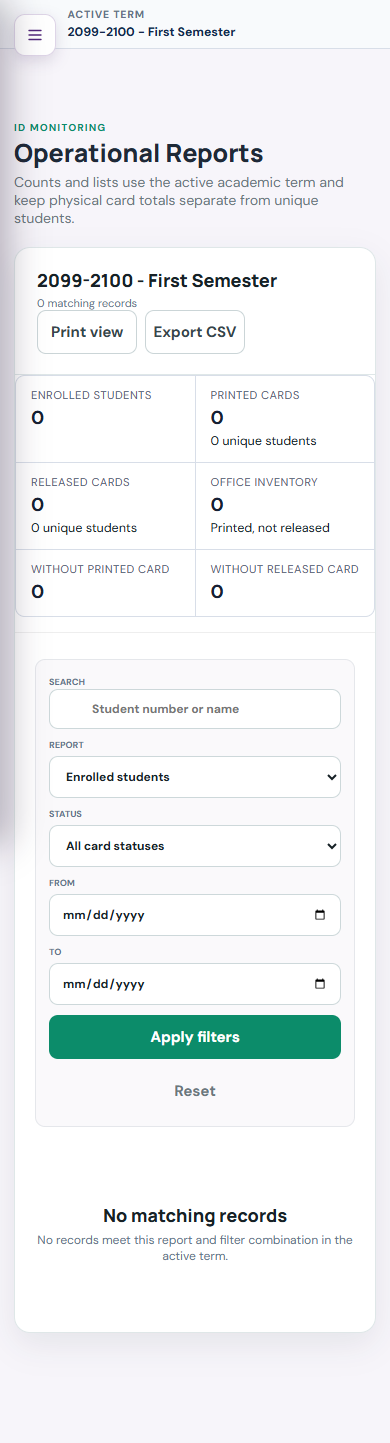 ACTIVE TERM
2099-2100 - First Semester
ID MONITORING
Operational Reports
Counts and lists use the active academic term and
keep physical card totals separate from unique
students.
2099-2100 - First Semester
0 matching records
Print view
Export CSV
ENROLLED STUDENTS
0
PRINTED CARDS
0
0 unique students
RELEASED CARDS
0
0 unique students
OFFICE INVENTORY
0
Printed, not released
WITHOUT PRINTED CARD
0
WITHOUT RELEASED CARD
0
SEARCH
Student number or name
REPORT
Enrolled students
STATUS
All card statuses
FROM
mm/dd/yyyy
TO
mm/dd/yyyy
Apply filters
Reset
No matching records
No records meet this report and filter combination in the
active term.